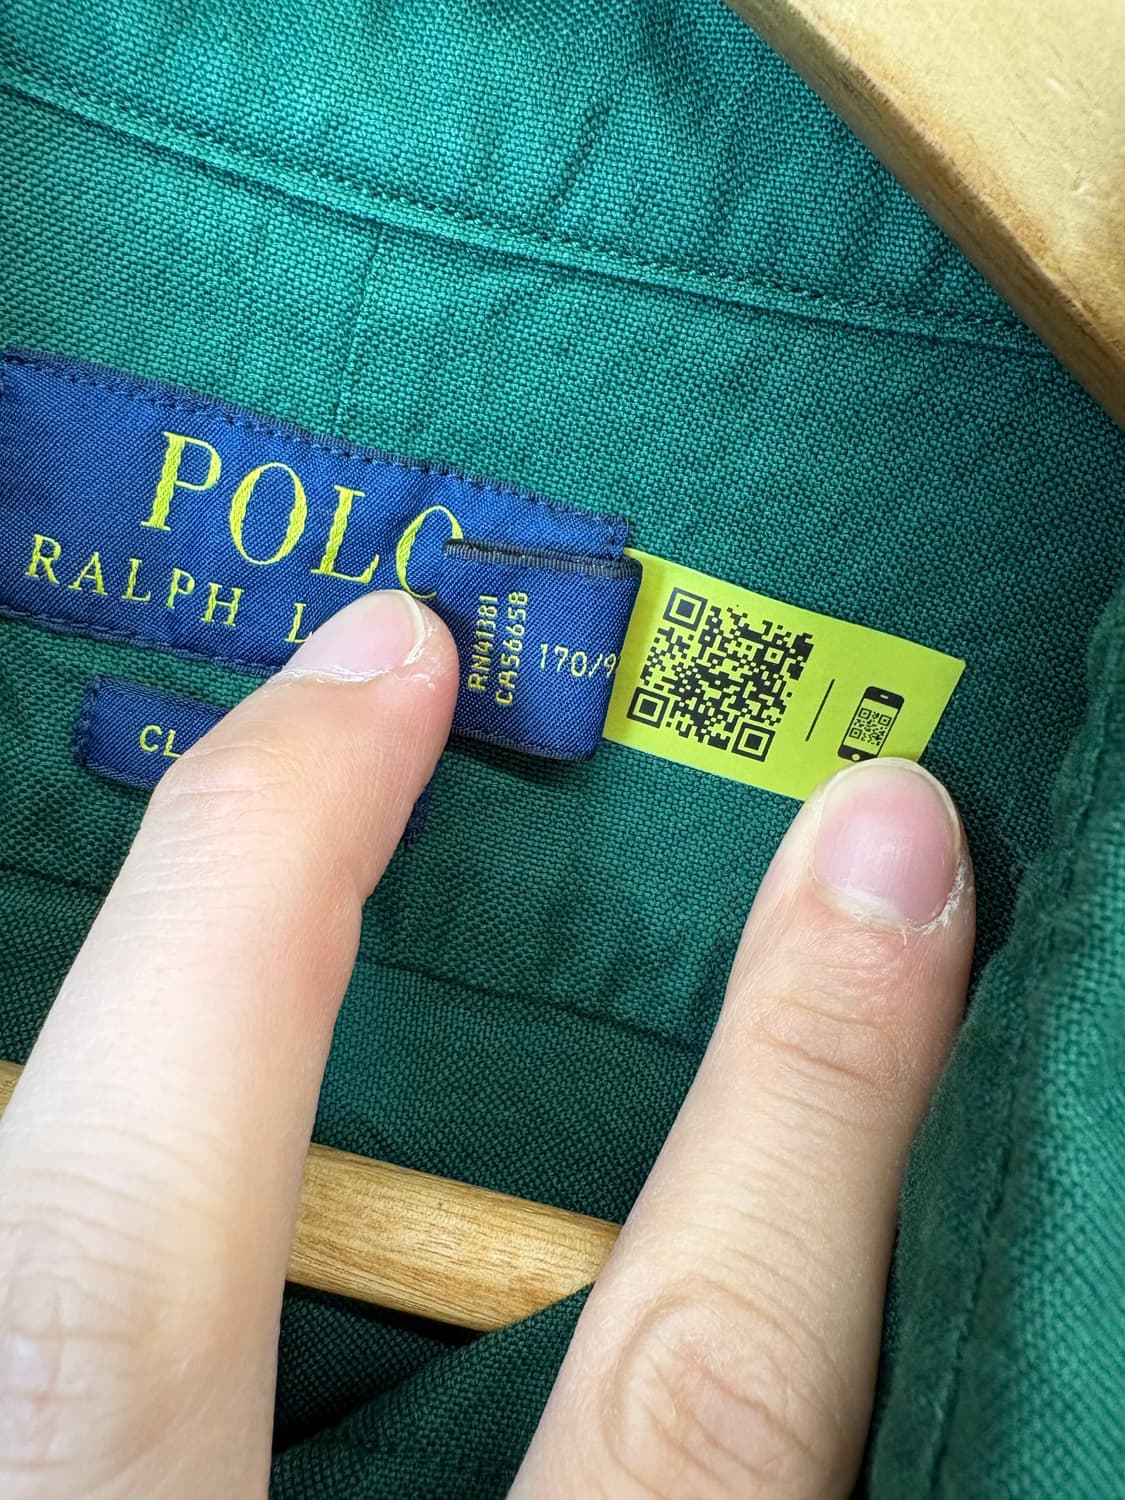 POLO
RALPH L
CL
RN41381
CA56658
170/9